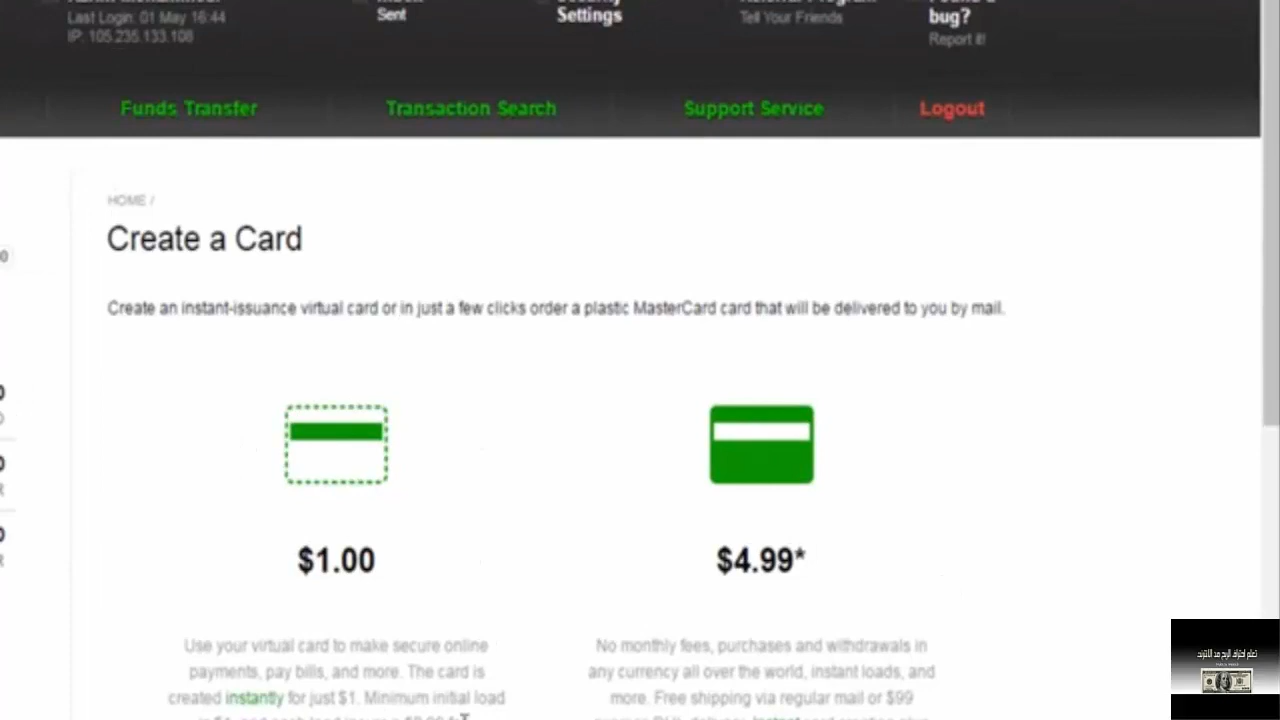 Last Login: 01 May 16:44
IP: 105.235.133.108
Sent
Settings
Tell Your Friends
bug?
Report it!
Funds Transfer
Transaction Search
Support Service
Logout
HOME /
Create a Card
Create an instant-issuance virtual card or in just a few clicks order a plastic MasterCard card that will be delivered to you by mail.
$1.00
Use your virtual card to make secure online
payments, pay bills, and more. The card is
created instantly for just $1. Minimum initial load
$4.99*
No monthly fees, purchases and withdrawals in
any currency all over the world, instant loads, and
more. Free shipping via regular mail or $99